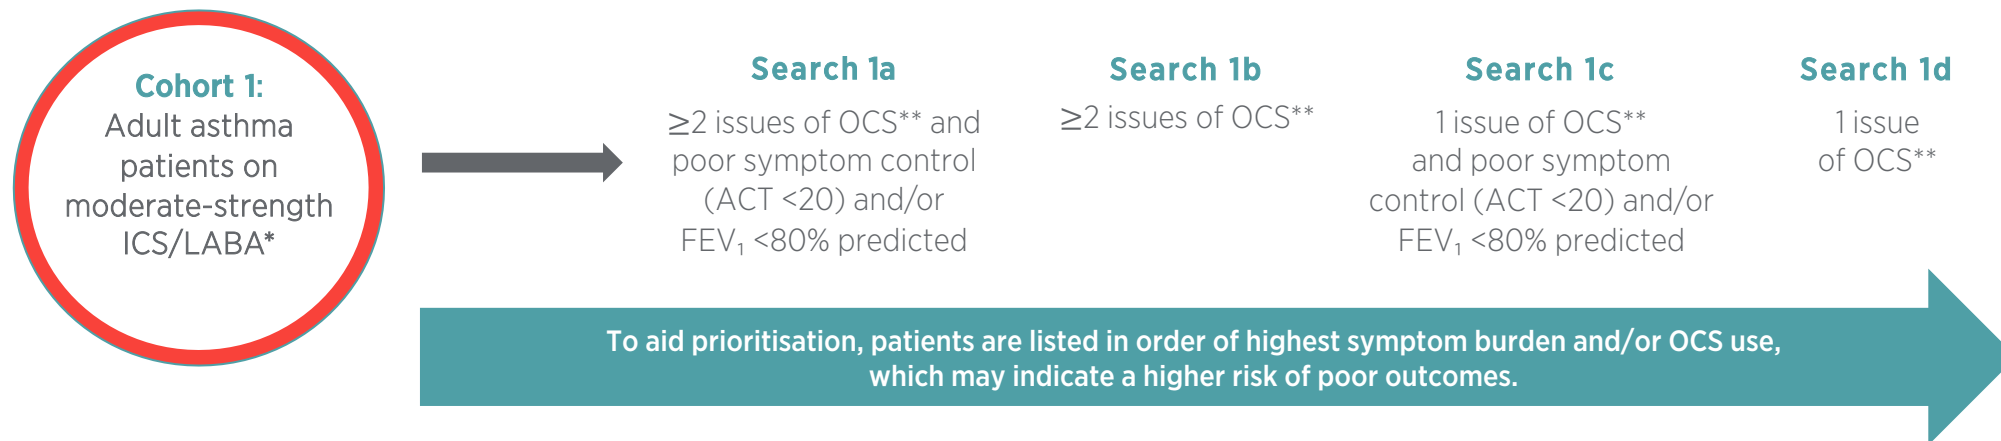 Cohort 1:
Adult asthma
patients on
moderate-strength
ICS/LABA*
Search 1a
≥2 issues of OCS** and
poor symptom control
(ACT <20) and/or
FEV₁ <80% predicted
Search 1b
≥2 issues of OCS**
Search 1c
1 issue of OCS**
and poor symptom
control (ACT <20) and/or
FEV₁ <80% predicted
Search 1d
1 issue
of OCS**
To aid prioritisation, patients are listed in order of highest symptom burden and/or OCS use,
which may indicate a higher risk of poor outcomes.